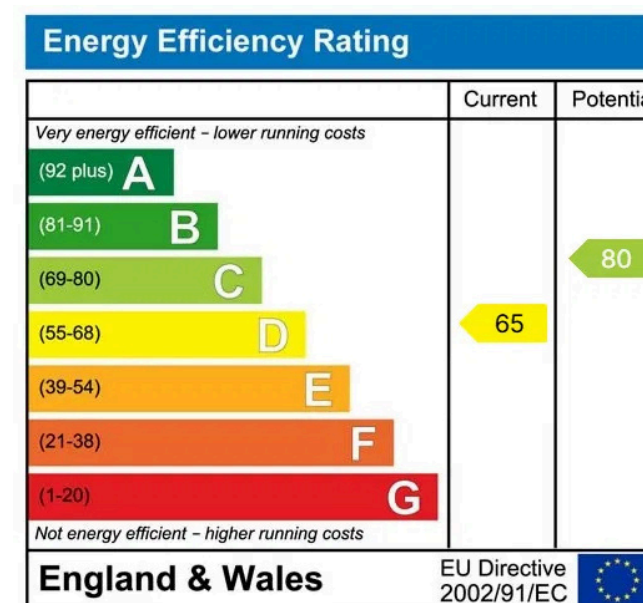 Energy Efficiency Rating
Current Potentia
Very energy efficient – lower running costs
(92 plus) A
(81-91) B
(69-80) C
80
(55-68) D
65
(39-54) E
(21-38) F
(1-20) G
Not energy efficient – higher running costs
England & Wales
EU Directive
2002/91/EC